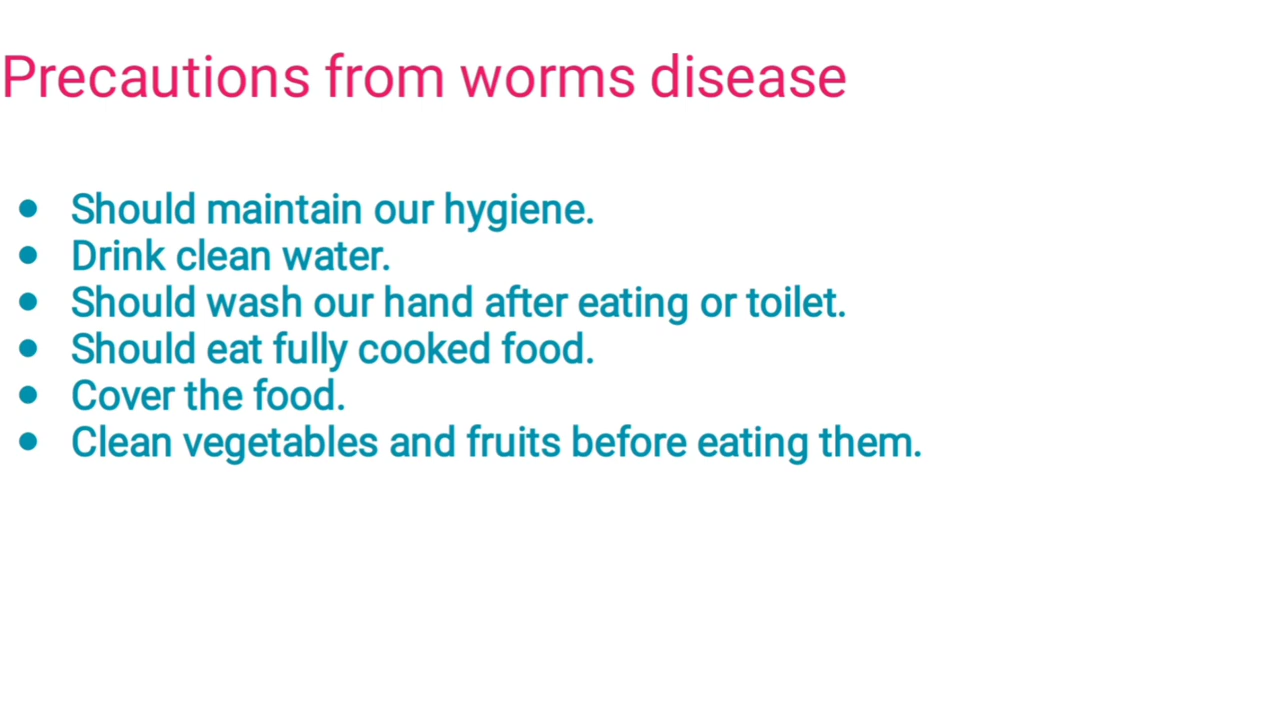 Precautions from worms disease
● Should maintain our hygiene.
● Drink clean water.
● Should wash our hand after eating or toilet.
● Should eat fully cooked food.
● Cover the food.
● Clean vegetables and fruits before eating them.